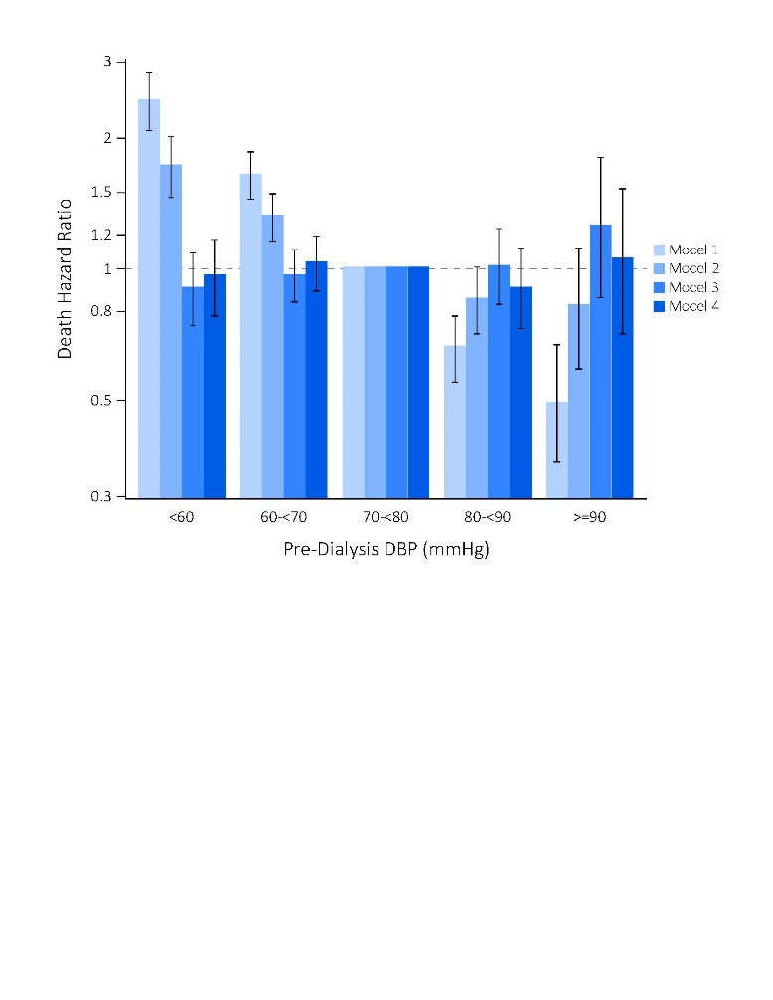 3
2
1.5
1.2
1
0.8
0.5
0.3
Death Hazard Ratio
<60
60-<70
70-<80
80-<90
>=90
Pre-Dialysis DBP (mmHg)
Model 1
Model 2
Model 3
Model 4